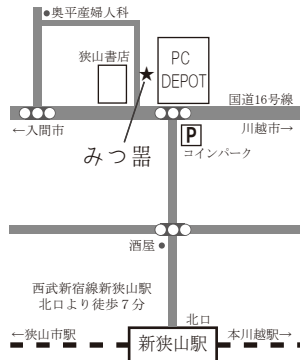 奥平産婦人科
狭山書店
PC
DEPOT
国道16号線
←入間市
川越市→
P
コインパーク
みつ器
酒屋
西武新宿線新狭山駅
北口より徒歩7分
北口
←狭山市駅
本川越駅→
新狭山駅